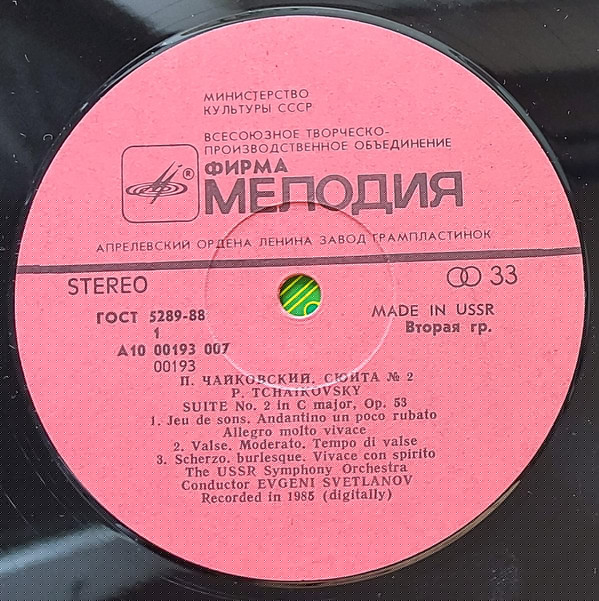 МИНИСТЕРСТВО
КУЛЬТУРЫ СССР
ВСЕСОЮЗНОЕ ТВОРЧЕСКО-
ПРОИЗВОДСТВЕННОЕ ОБЪЕДИНЕНИЕ
® ФИРМА
МЕЛОДИЯ
АПРЕЛЕВСКИЙ ОРДЕНА ЛЕНИНА ЗАВОД ГРАМПЛАСТИНОК
STEREO
33
ГОСТ 5289-88
MADE IN USSR
1
Вторая гр.
А10 00193 007
00193
П. ЧАЙКОВСКИЙ. СЮИТА № 2
P. TCHAIKOVSKY
SUITE No. 2 in C major, Op. 53
1. Jeu de sons. Andantino un poco rubato
Allegro molto vivace
2. Valse. Moderato. Tempo di valse
3. Scherzo. burlesque. Vivace con spirito
The USSR Symphony Orchestra
Conductor EVGENI SVETLANOV
Recorded in 1985 (digitally)